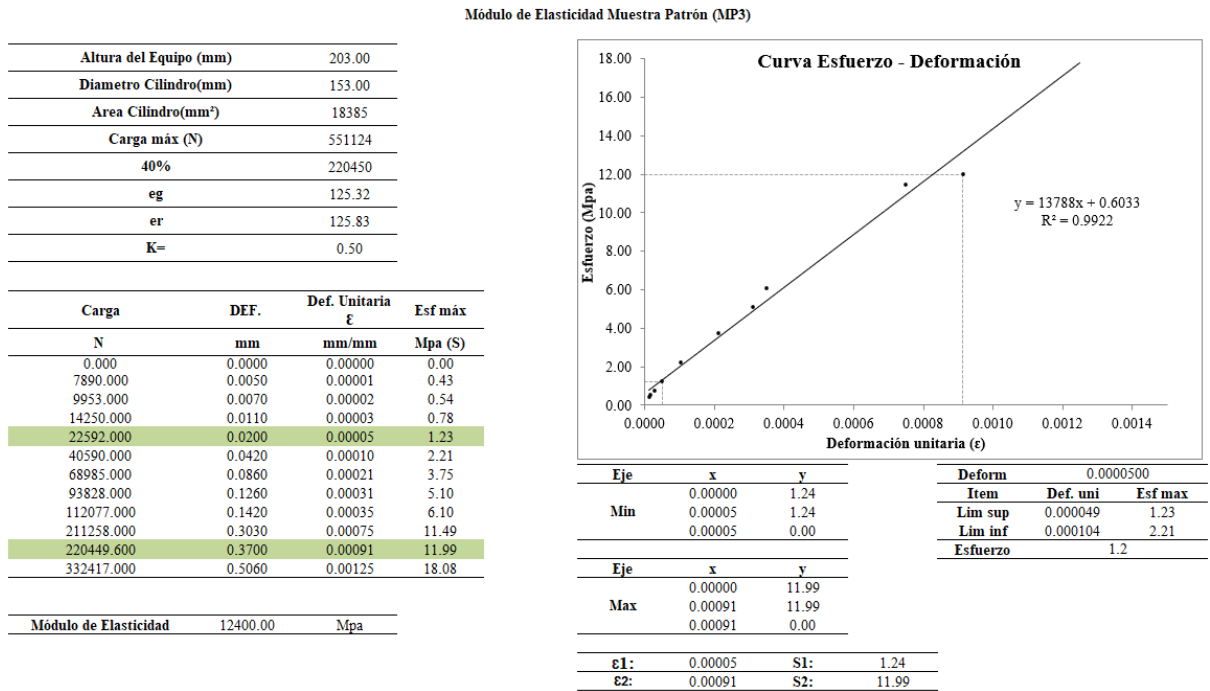 Módulo de Elasticidad Muestra Patrón (MP3)
Altura del Equipo (mm) 203.00
Diametro Cilindro(mm) 153.00
Area Cilindro(mm²) 18385
Carga máx (N) 551124
40% 220450
eg 125.32
er 125.83
K= 0.50
Carga DEF. Def. Unitaria ε Esf máx
N mm mm/mm Mpa (S)
0.000 0.0000 0.00000 0.00
7890.000 0.0050 0.00001 0.43
9953.000 0.0070 0.00002 0.54
14250.000 0.0110 0.00003 0.78
22592.000 0.0200 0.00005 1.23
40590.000 0.0420 0.00010 2.21
68985.000 0.0860 0.00021 3.75
93828.000 0.1260 0.00031 5.10
112077.000 0.1420 0.00035 6.10
211258.000 0.3030 0.00075 11.49
220449.600 0.3700 0.00091 11.99
332417.000 0.5060 0.00125 18.08
Módulo de Elasticidad 12400.00 Mpa
Curva Esfuerzo - Deformación
18.00
16.00
14.00
12.00
10.00
8.00
6.00
4.00
2.00
0.00
Esfuerzo (Mpa)
y = 13788x + 0.6033
R² = 0.9922
0.0000 0.0002 0.0004 0.0006 0.0008 0.0010 0.0012 0.0014
Deformación unitaria (ε)
Eje x y
0.00000 1.24
Min 0.00005 1.24
0.00005 0.00
Eje x y
0.00000 11.99
Max 0.00091 11.99
0.00091 0.00
ε1: 0.00005 S1: 1.24
ε2: 0.00091 S2: 11.99
Deform 0.0000500
Item Def. uni Esf max
Lim sup 0.000049 1.23
Lim inf 0.000104 2.21
Esfuerzo 1.2